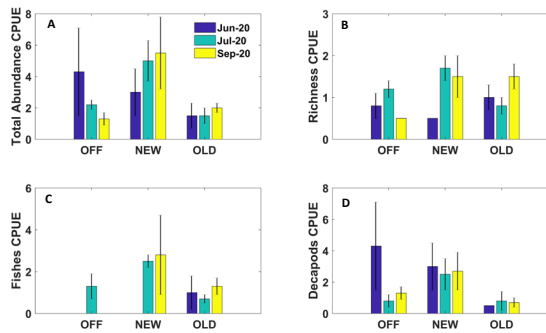 A
Total Abundance CPUE
8
6
4
2
0
OFF NEW OLD
Jun-20
Jul-20
Sep-20
B
Richness CPUE
3
2
1
0
OFF NEW OLD
C
Fishes CPUE
6
4
2
0
OFF NEW OLD
D
Decapods CPUE
8
6
4
2
0
OFF NEW OLD